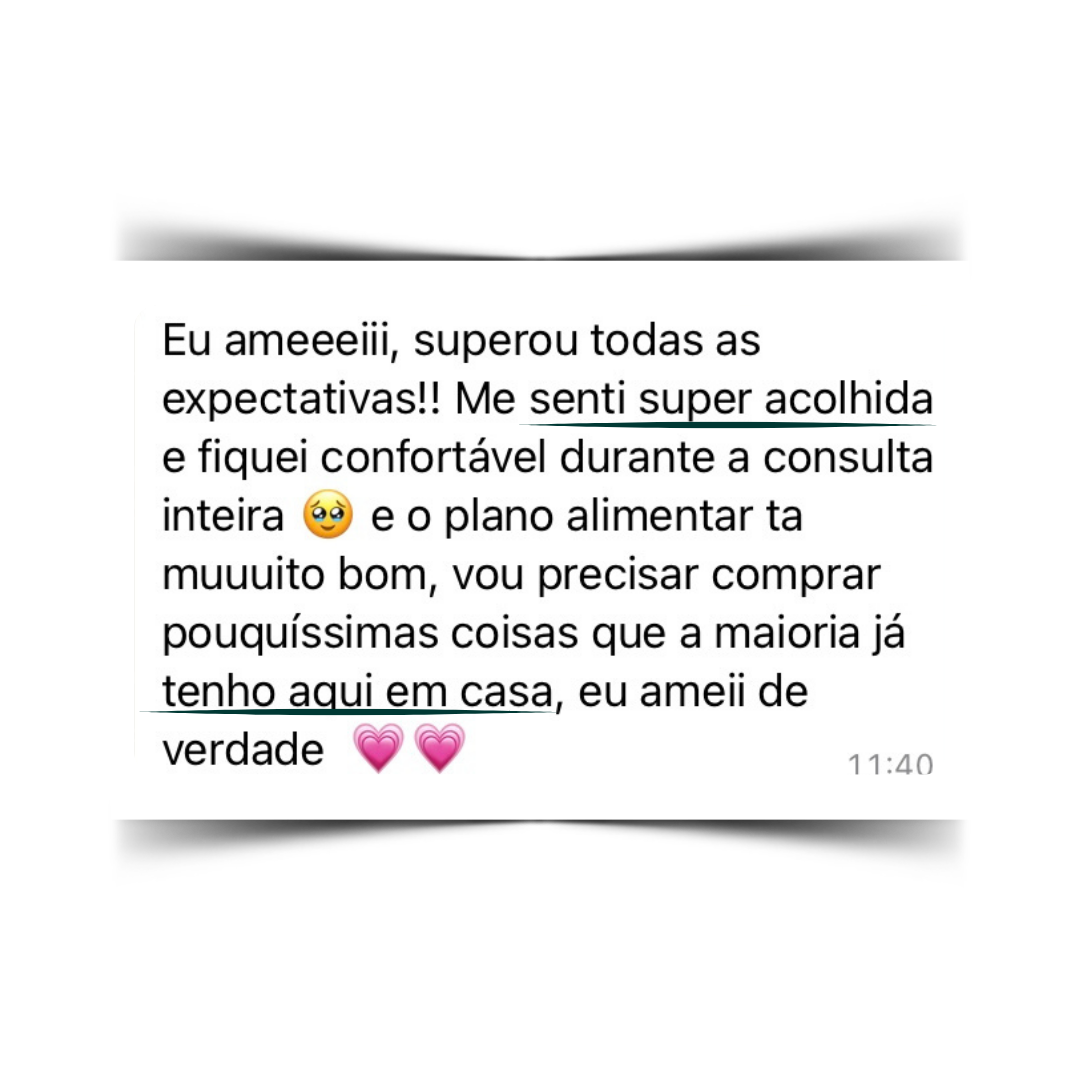 Eu ameeeiii, superou todas as
expectativas!! Me senti super acolhida
e fiquei confortável durante a consulta
inteira 🥹 e o plano alimentar ta
muuuito bom, vou precisar comprar
pouquíssimas coisas que a maioria já
tenho aqui em casa, eu ameii de
verdade 💗💗
11:40